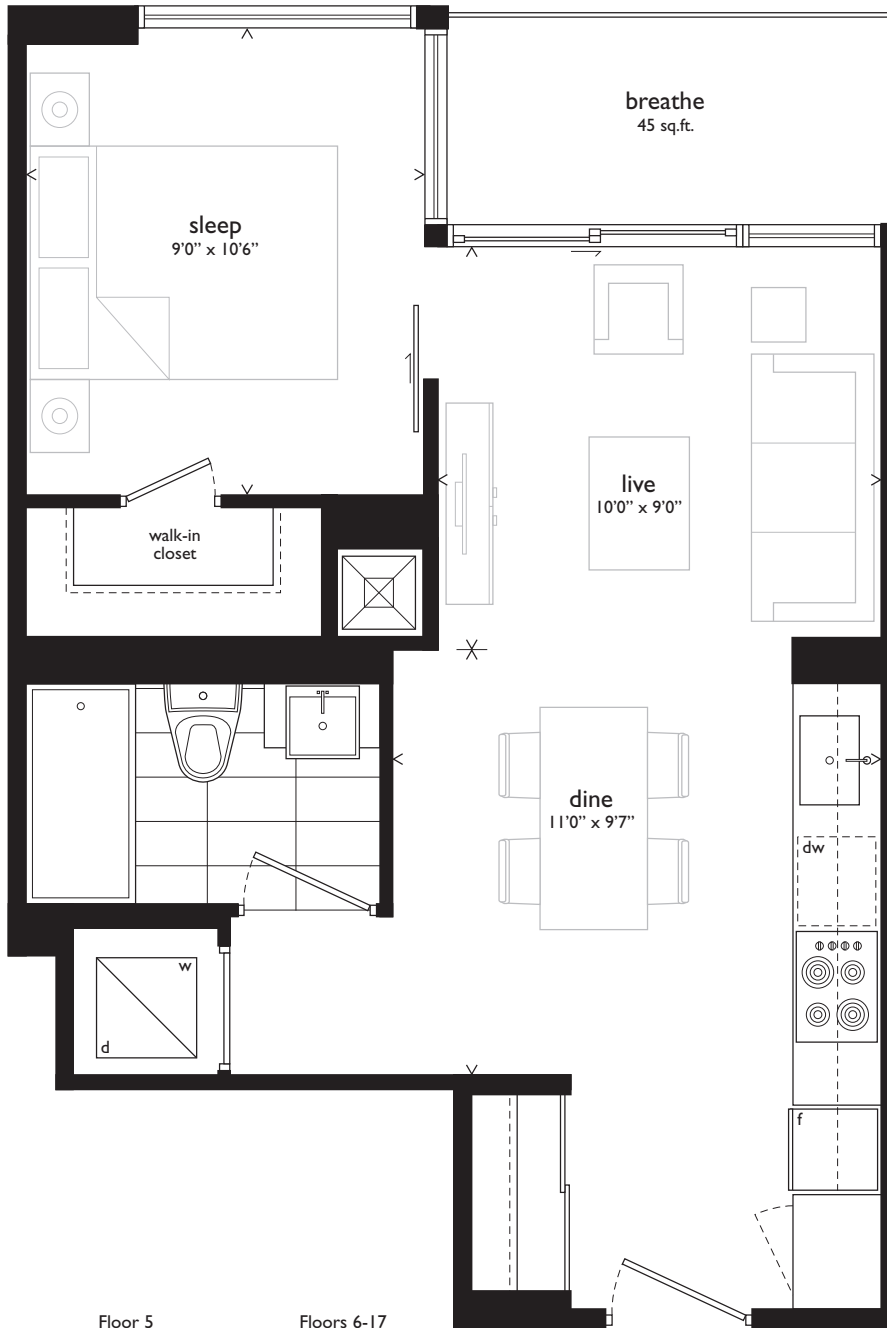 breathe
45 sq.ft.
sleep
9’0” x 10’6”
live
10’0” x 9’0”
walk-in
closet
dine
11’0” x 9’7”
dw
w
d
f
Floor 5
Floors 6-17